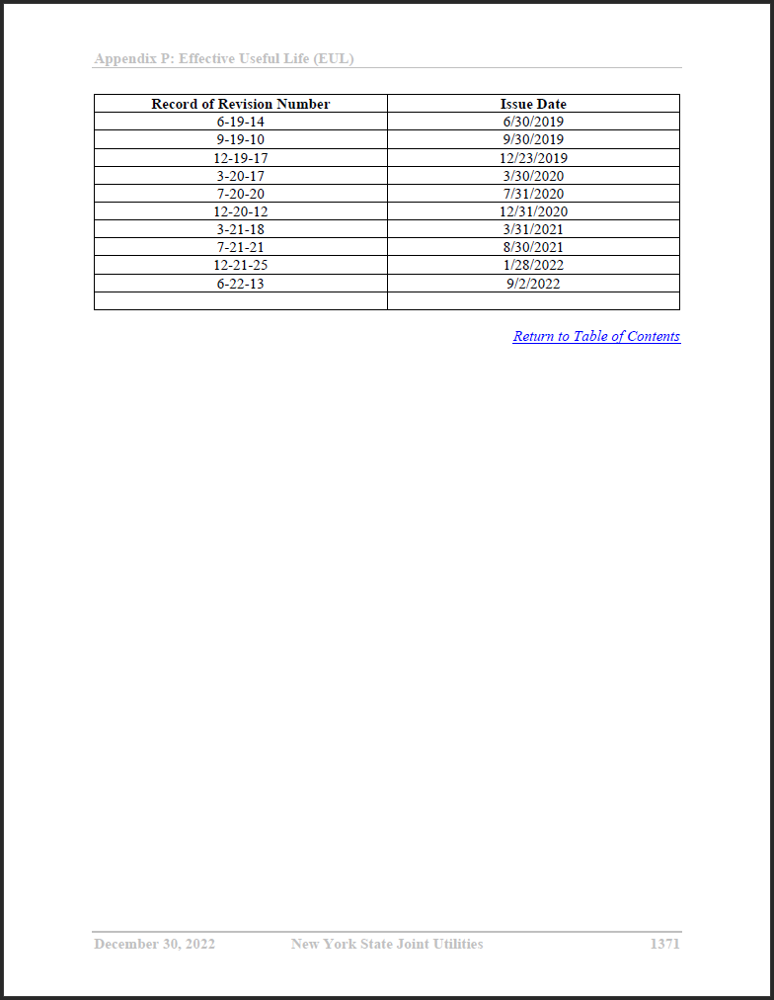 Appendix P: Effective Useful Life (EUL)
Record of Revision Number Issue Date
6-19-14 6/30/2019
9-19-10 9/30/2019
12-19-17 12/23/2019
3-20-17 3/30/2020
7-20-20 7/31/2020
12-20-12 12/31/2020
3-21-18 3/31/2021
7-21-21 8/30/2021
12-21-25 1/28/2022
6-22-13 9/2/2022
Return to Table of Contents
December 30, 2022 New York State Joint Utilities 1371